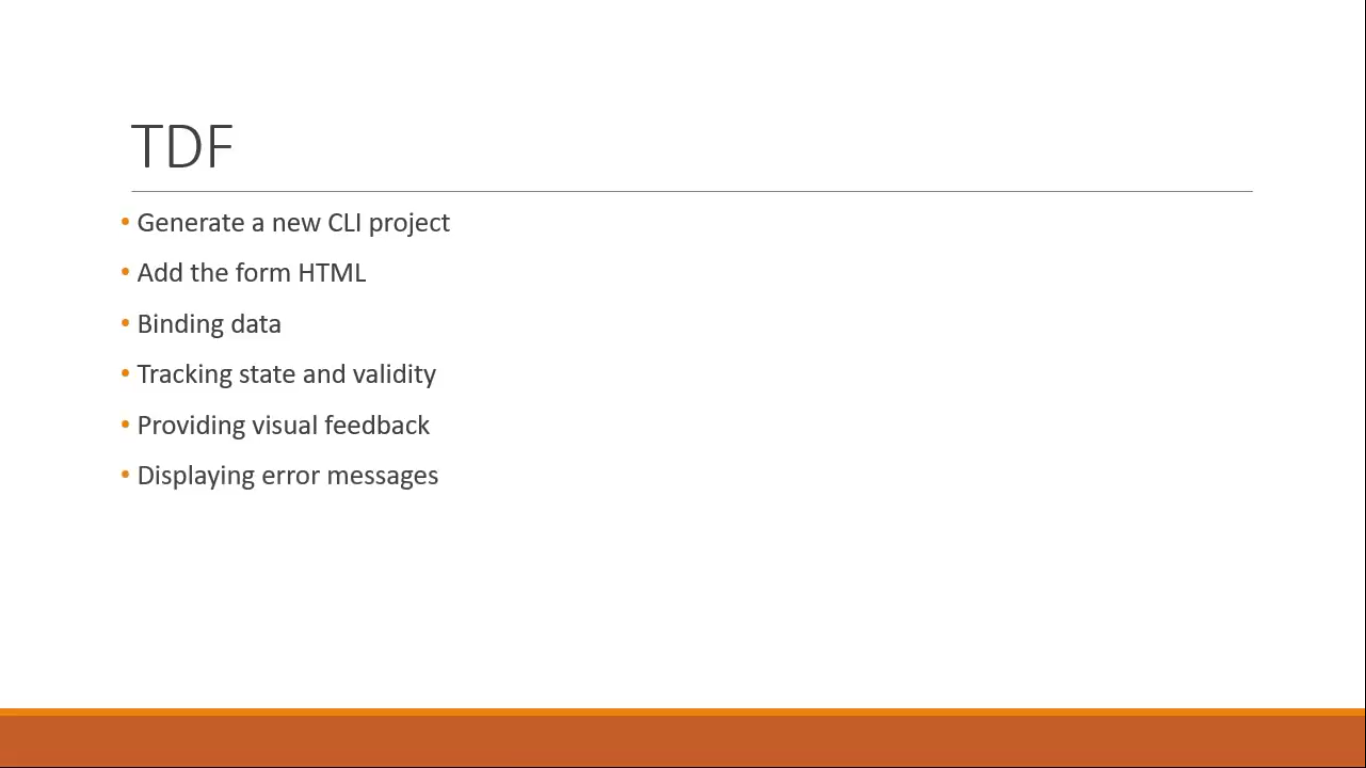 TDF
• Generate a new CLI project
• Add the form HTML
• Binding data
• Tracking state and validity
• Providing visual feedback
• Displaying error messages